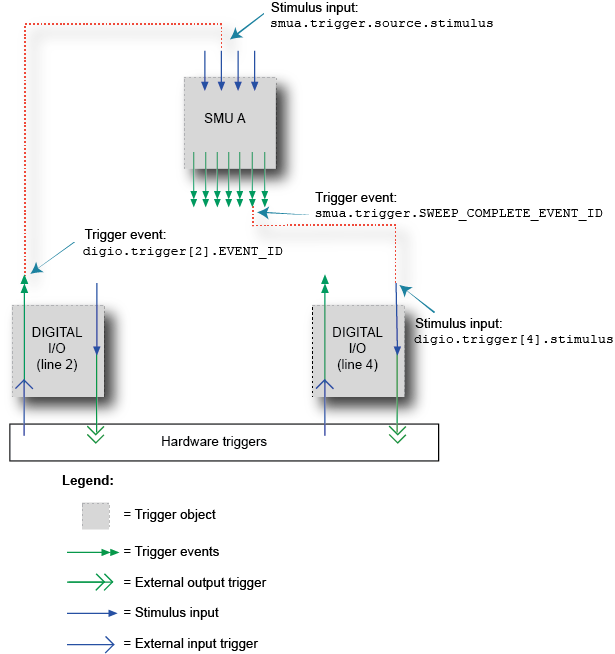 Stimulus input:
smua.trigger.source.stimulus
SMU A
Trigger event:
smua.trigger.SWEEP_COMPLETE_EVENT_ID
Trigger event:
digio.trigger[2].EVENT_ID
DIGITAL
I/O
(line 2)
DIGITAL
I/O
(line 4)
Stimulus input:
digio.trigger[4].stimulus
Hardware triggers
Legend:
= Trigger object
= Trigger events
= External output trigger
= Stimulus input
= External input trigger